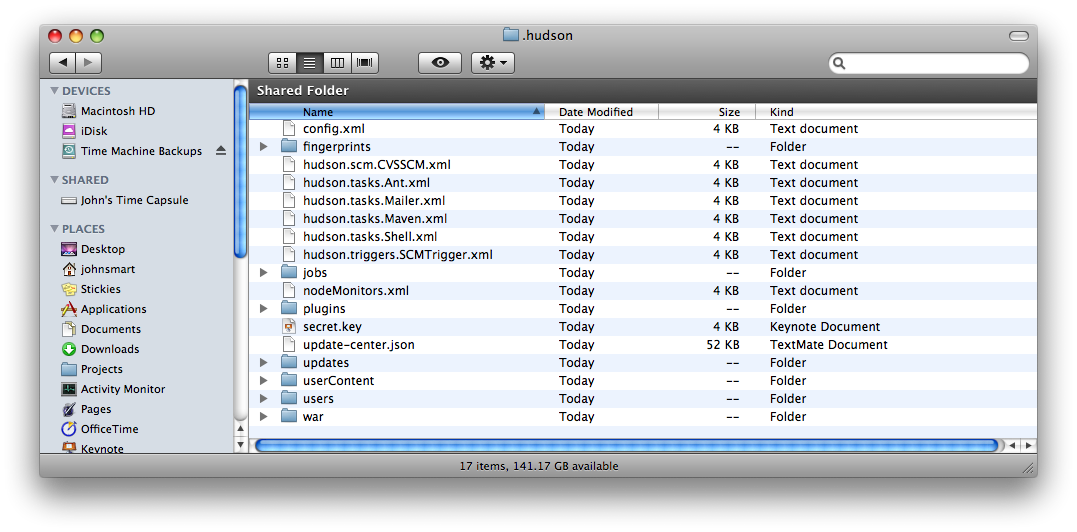 .hudson
DEVICES
Macintosh HD
iDisk
Time Machine Backups
SHARED
John's Time Capsule
PLACES
Desktop
johnsmart
Stickies
Applications
Documents
Downloads
Projects
Activity Monitor
Pages
OfficeTime
Keynote
Shared Folder
Name Date Modified Size Kind
config.xml Today 4 KB Text document
fingerprints Today -- Folder
hudson.scm.CVSSCM.xml Today 4 KB Text document
hudson.tasks.Ant.xml Today 4 KB Text document
hudson.tasks.Mailer.xml Today 4 KB Text document
hudson.tasks.Maven.xml Today 4 KB Text document
hudson.tasks.Shell.xml Today 4 KB Text document
hudson.triggers.SCMTrigger.xml Today 4 KB Text document
jobs Today -- Folder
nodeMonitors.xml Today 4 KB Text document
plugins Today -- Folder
secret.key Today 4 KB Keynote Document
update-center.json Today 52 KB TextMate Document
updates Today -- Folder
userContent Today -- Folder
users Today -- Folder
war Today -- Folder
17 items, 141.17 GB available